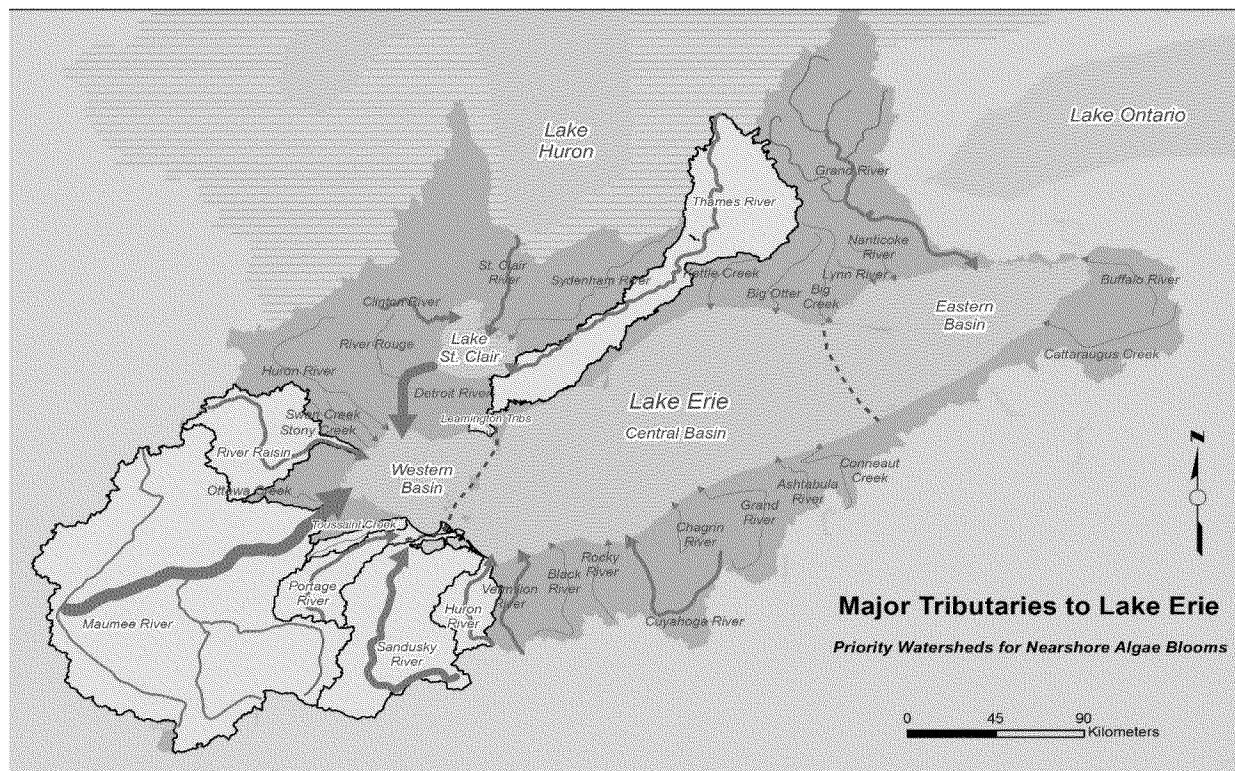 Lake Ontario
Lake
Huron
Grand River
Thames River
Nanticoke
River
St. Clair
River
Sydenham River
Kettle Creek
Lynn River
Buffalo River
Big Otter
Big
Creek
Clinton River
Eastern
Basin
Lake
St. Clair
River Rouge
Cattaraugus Creek
Huron River
Detroit River
Lake Erie
Central Basin
Leamington Tribs
Swan Creek
Stony Creek
River Raisin
Western
Basin
Conneaut
Creek
Ashtabula
River
Ottowa Creek
Grand
River
Toussaint Creek
Chagrin
River
Rocky
River
Black
River
Vermilion
River
Portage
River
Huron
River
Maumee River
Cuyahoga River
Sandusky
River
Major Tributaries to Lake Erie
Priority Watersheds for Nearshore Algae Blooms
N
0 45 90
Kilometers